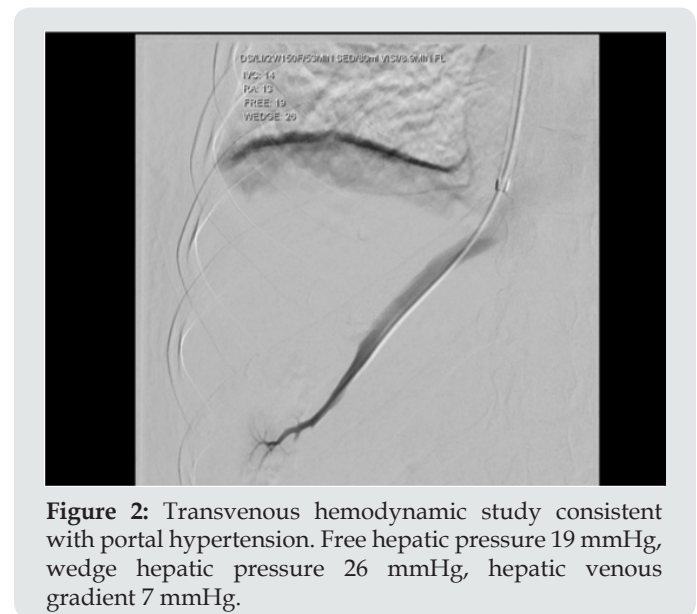 IVC: 14
RA: 13
FREE: 19
WEDGE: 26
Figure 2: Transvenous hemodynamic study consistent
with portal hypertension. Free hepatic pressure 19 mmHg,
wedge hepatic pressure 26 mmHg, hepatic venous
gradient 7 mmHg.